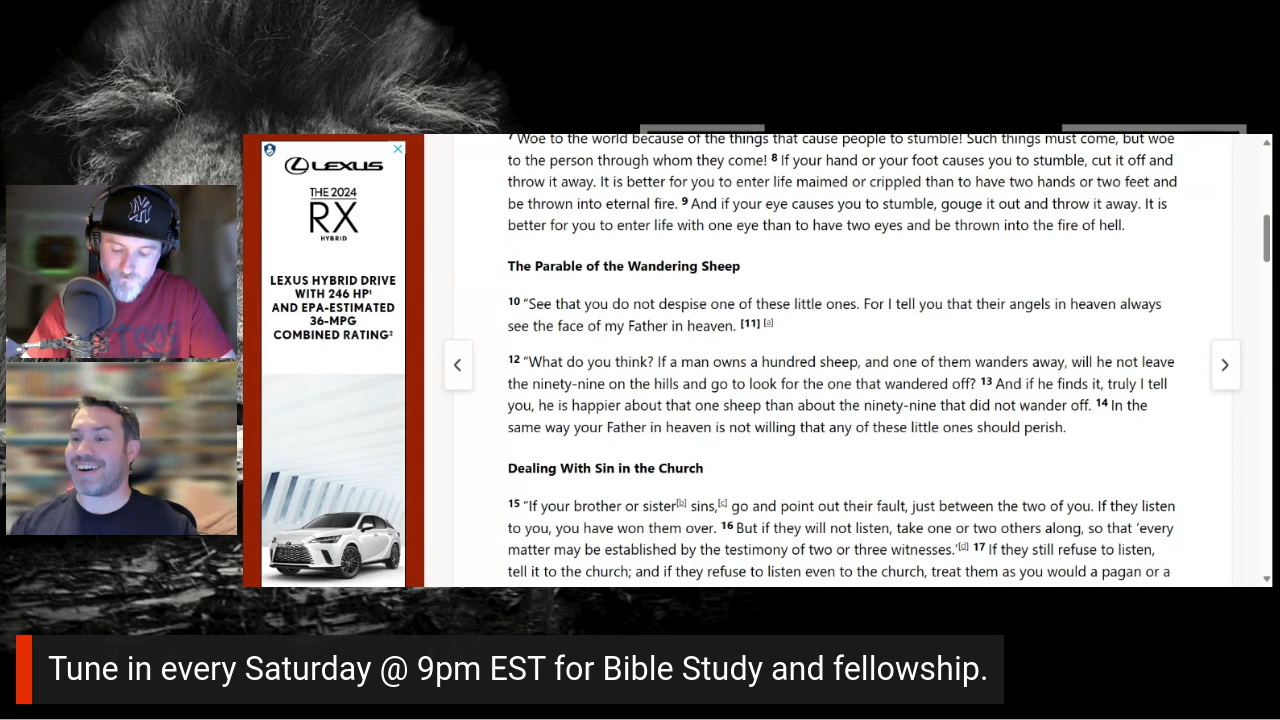 LEXUS
THE 2024
RX
HYBRID
LEXUS HYBRID DRIVE
WITH 246 HP¹
AND EPA-ESTIMATED
36-MPG
COMBINED RATING²
7 Woe to the world because of the things that cause people to stumble! Such things must come, but woe
to the person through whom they come! 8 If your hand or your foot causes you to stumble, cut it off and
throw it away. It is better for you to enter life maimed or crippled than to have two hands or two feet and
be thrown into eternal fire. 9 And if your eye causes you to stumble, gouge it out and throw it away. It is
better for you to enter life with one eye than to have two eyes and be thrown into the fire of hell.
The Parable of the Wandering Sheep
10 “See that you do not despise one of these little ones. For I tell you that their angels in heaven always
see the face of my Father in heaven. [11] [a]
12 “What do you think? If a man owns a hundred sheep, and one of them wanders away, will he not leave
the ninety-nine on the hills and go to look for the one that wandered off? 13 And if he finds it, truly I tell
you, he is happier about that one sheep than about the ninety-nine that did not wander off. 14 In the
same way your Father in heaven is not willing that any of these little ones should perish.
Dealing With Sin in the Church
15 “If your brother or sister[b] sins,[c] go and point out their fault, just between the two of you. If they listen
to you, you have won them over. 16 But if they will not listen, take one or two others along, so that ‘every
matter may be established by the testimony of two or three witnesses.’[d] 17 If they still refuse to listen,
tell it to the church; and if they refuse to listen even to the church, treat them as you would a pagan or a
Tune in every Saturday @ 9pm EST for Bible Study and fellowship.